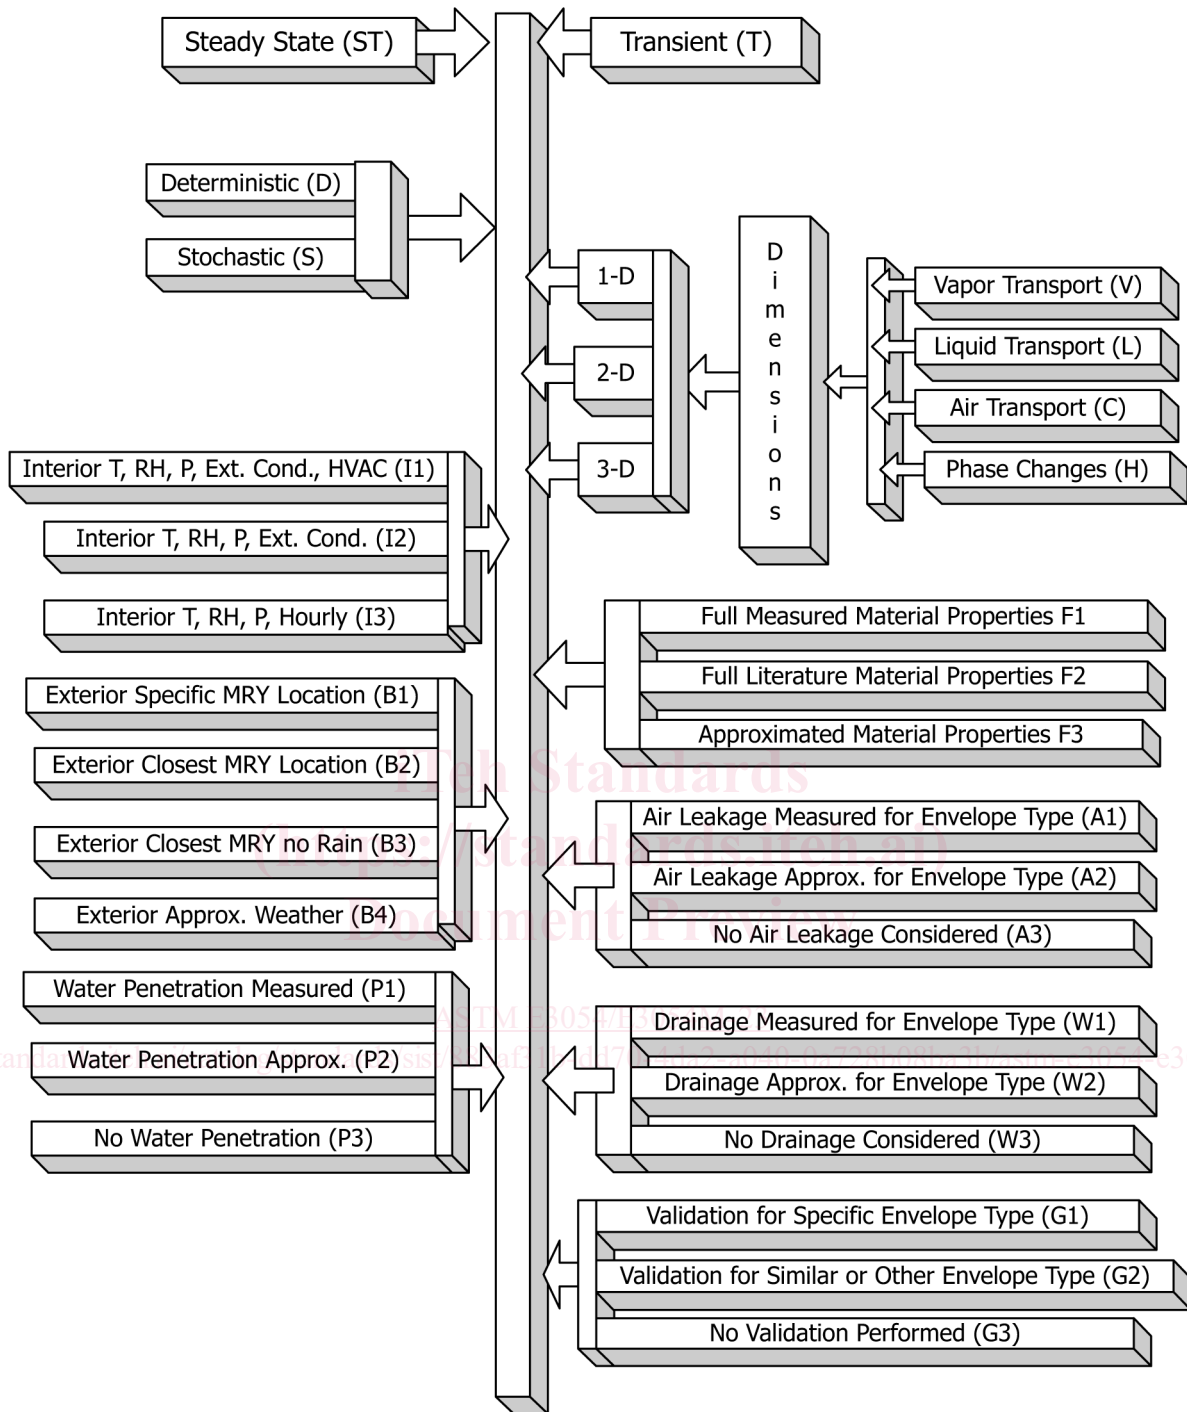 Steady State (ST)
Transient (T)
Deterministic (D)
Stochastic (S)
1-D
2-D
3-D
D
i
m
e
n
s
i
o
n
s
Vapor Transport (V)
Liquid Transport (L)
Air Transport (C)
Phase Changes (H)
Interior T, RH, P, Ext. Cond., HVAC (I1)
Interior T, RH, P, Ext. Cond. (I2)
Interior T, RH, P, Hourly (I3)
Full Measured Material Properties F1
Full Literature Material Properties F2
Approximated Material Properties F3
Exterior Specific MRY Location (B1)
Exterior Closest MRY Location (B2)
Exterior Closest MRY no Rain (B3)
Exterior Approx. Weather (B4)
iTeh Standards
(https://standards.iteh.ai)
Document Preview
Air Leakage Measured for Envelope Type (A1)
Air Leakage Approx. for Envelope Type (A2)
No Air Leakage Considered (A3)
Water Penetration Measured (P1)
Water Penetration Approx. (P2)
No Water Penetration (P3)
ASTM E3054/E3054M-22
Drainage Measured for Envelope Type (W1)
Drainage Approx. for Envelope Type (W2)
No Drainage Considered (W3)
Validation for Specific Envelope Type (G1)
Validation for Similar or Other Envelope Type (G2)
No Validation Performed (G3)